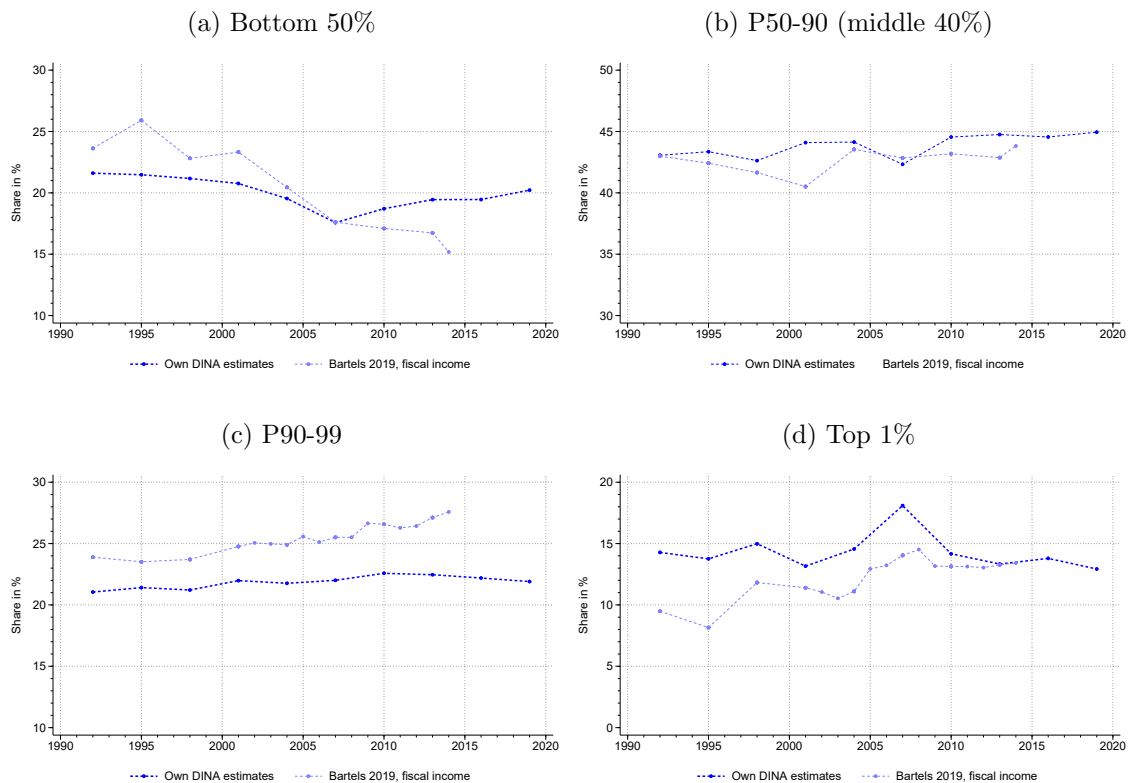 (a) Bottom 50%
(b) P50-90 (middle 40%)
30
25
20
15
10
Share in %
1990 1995 2000 2005 2010 2015 2020
Own DINA estimates Bartels 2019, fiscal income
50
45
40
35
30
Share in %
1990 1995 2000 2005 2010 2015 2020
Own DINA estimates Bartels 2019, fiscal income
(c) P90-99
(d) Top 1%
30
25
20
15
10
Share in %
1990 1995 2000 2005 2010 2015 2020
Own DINA estimates Bartels 2019, fiscal income
20
15
10
5
0
Share in %
1990 1995 2000 2005 2010 2015 2020
Own DINA estimates Bartels 2019, fiscal income